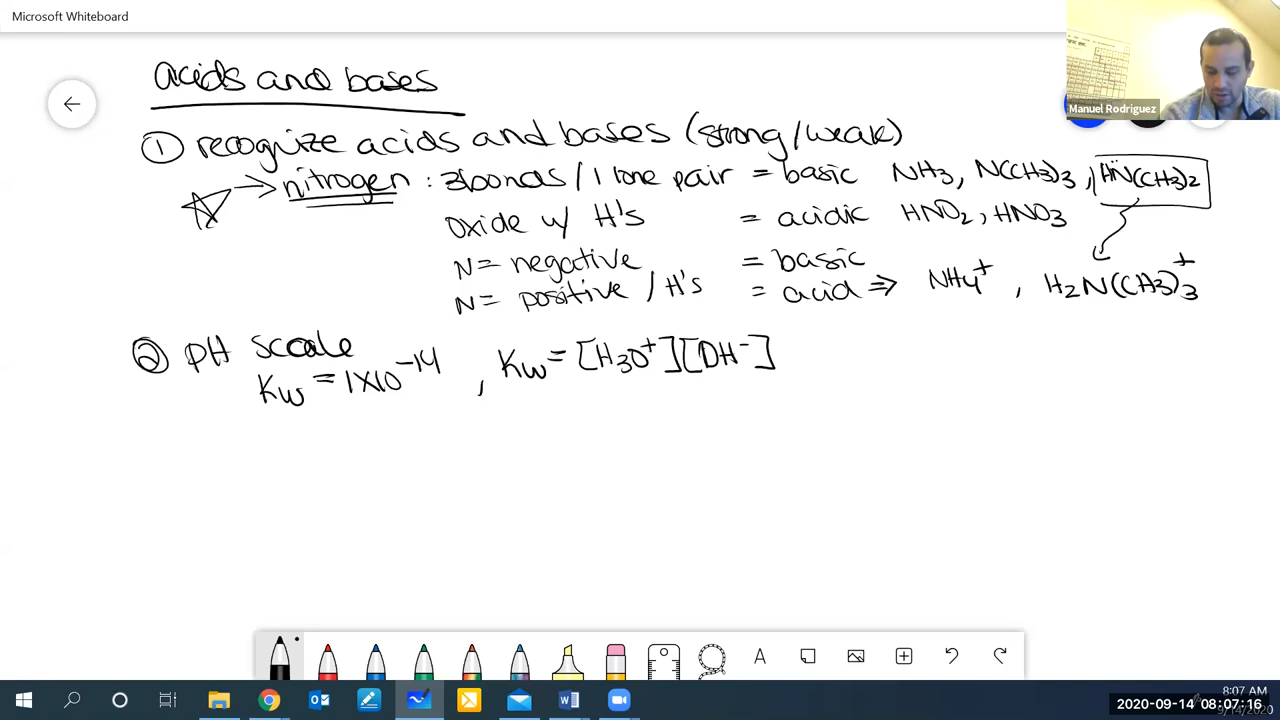 Microsoft Whiteboard
Manuel Rodriguez
acids and bases
① recognize acids and bases (strong/weak)
→ nitrogen : 3bonds / 1 lone pair = basic NH3, N(CH3)3, HN(CH3)2
Oxide w/ H's = acidic HNO2, HNO3
N = negative = basic
N = positive / H's = acid ⇒ NH4+ , H2N(CH3)3+
② pH scale
Kw = 1x10-14 , Kw = [H3O+][OH-]
8:07 AM
2020-09-14 08:07:16